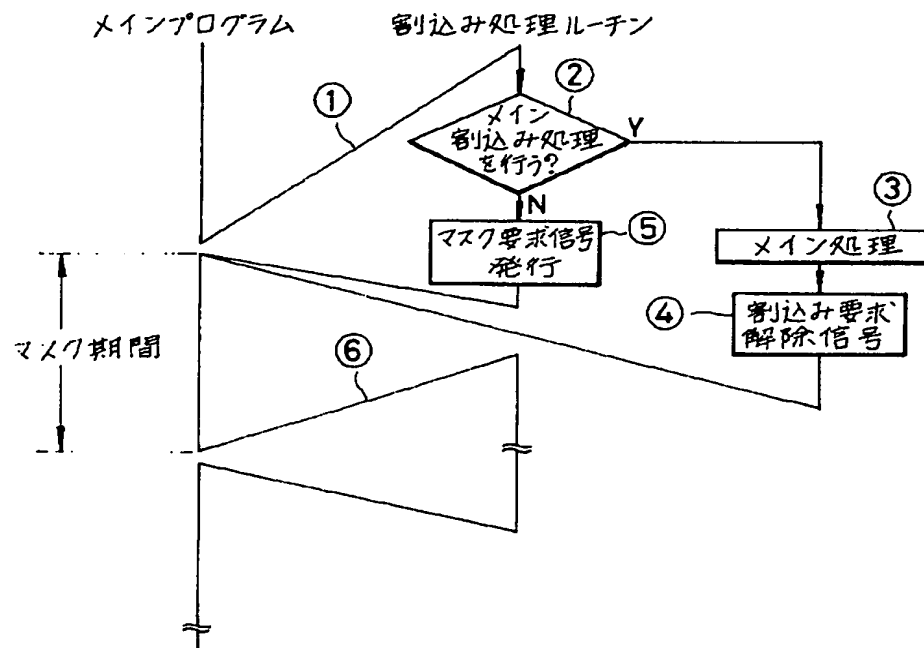 メインプログラム
割込み処理ルーチン
①
②
メイン
割込み処理
を行う?
Y
N
③
メイン処理
マスク要求信号
発行
⑤
④
割込み要求
解除信号
マスク期間
⑥